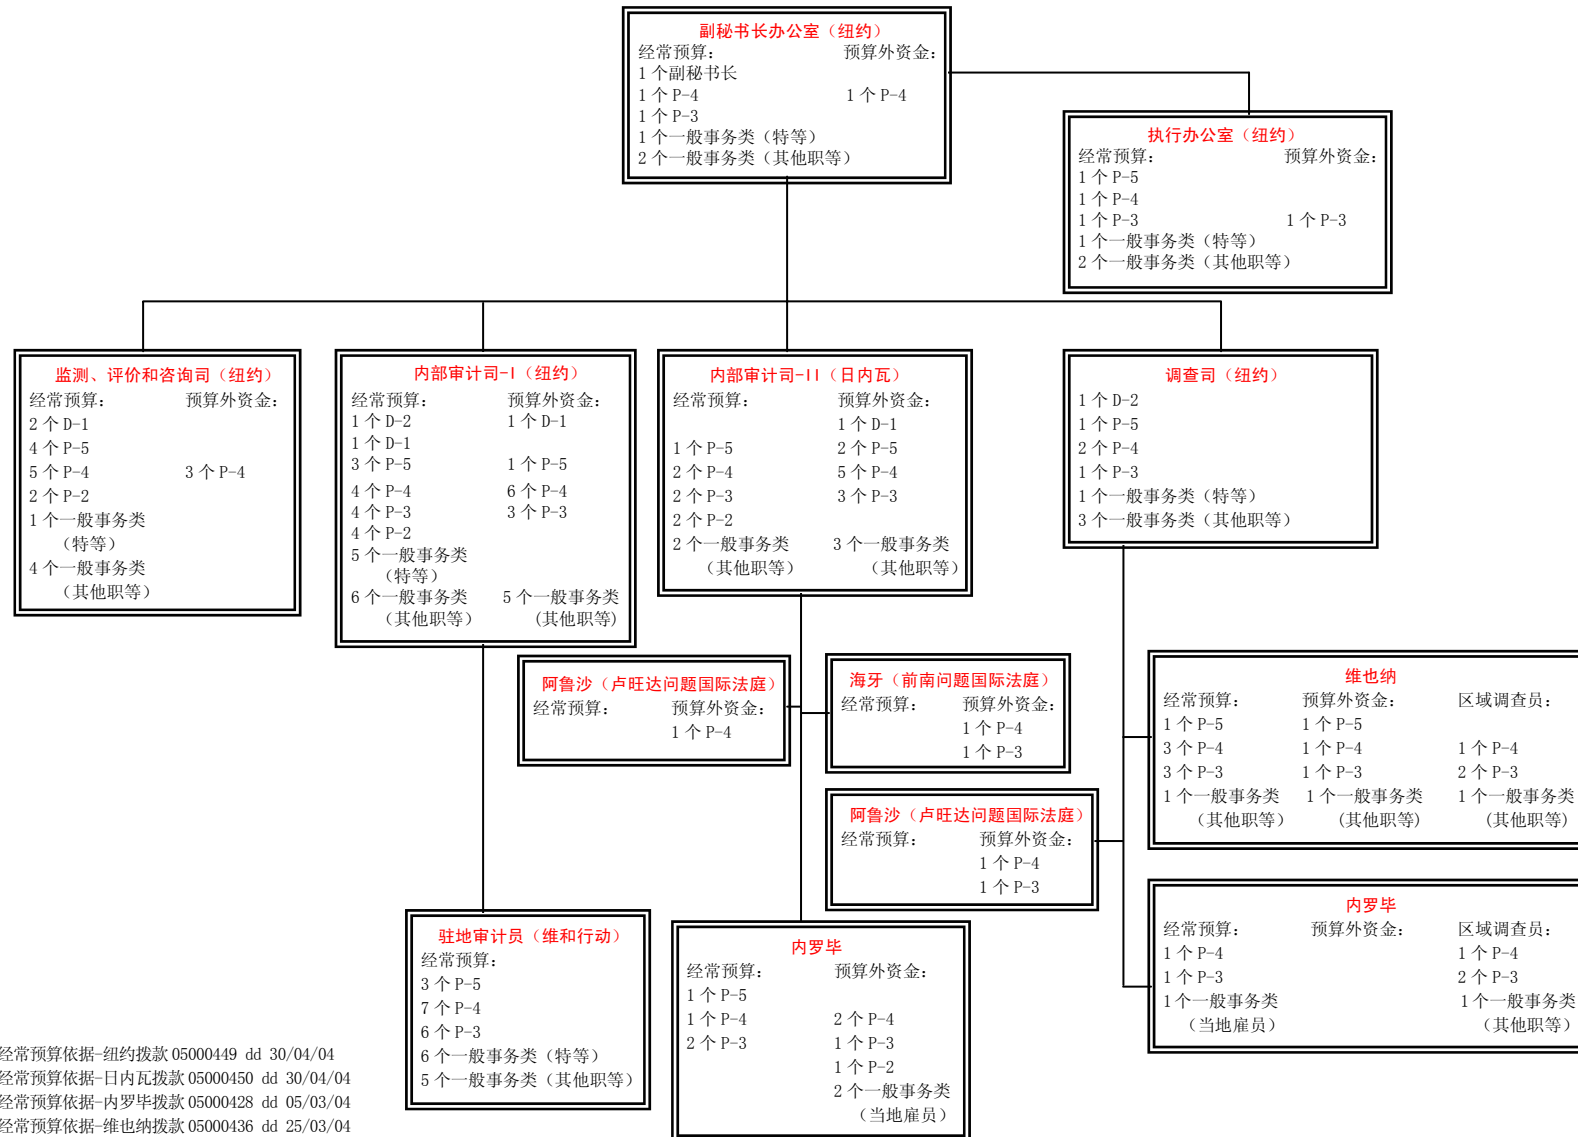 副秘书长办公室（纽约）
经常预算： 预算外资金：
1 个副秘书长
1 个 P-4 1 个 P-4
1 个 P-3
1 个一般事务类（特等）
2 个一般事务类（其他职等）
执行办公室（纽约）
经常预算： 预算外资金：
1 个 P-5
1 个 P-4
1 个 P-3 1 个 P-3
1 个一般事务类（特等）
2 个一般事务类（其他职等）
监测、评价和咨询司（纽约）
经常预算： 预算外资金：
2 个 D-1
4 个 P-5
5 个 P-4 3 个 P-4
2 个 P-2
1 个一般事务类
（特等）
4 个一般事务类
（其他职等）
内部审计司-I（纽约）
经常预算： 预算外资金：
1 个 D-2 1 个 D-1
1 个 D-1
3 个 P-5 1 个 P-5
4 个 P-4 6 个 P-4
4 个 P-3 3 个 P-3
4 个 P-2
5 个一般事务类
（特等）
6 个一般事务类 5 个一般事务类
（其他职等） (其他职等)
内部审计司-II（日内瓦）
经常预算： 预算外资金：
1 个 D-1
1 个 P-5 2 个 P-5
2 个 P-4 5 个 P-4
2 个 P-3 3 个 P-3
2 个 P-2
2 个一般事务类 3 个一般事务类
（其他职等） （其他职等）
调查司（纽约）
1 个 D-2
1 个 P-5
2 个 P-4
1 个 P-3
1 个一般事务类（特等）
3 个一般事务类（其他职等）
阿鲁沙（卢旺达问题国际法庭）
经常预算： 预算外资金：
1 个 P-4
海牙（前南问题国际法庭）
经常预算： 预算外资金：
1 个 P-4
1 个 P-3
维也纳
经常预算： 预算外资金： 区域调查员：
1 个 P-5 1 个 P-5
3 个 P-4 1 个 P-4 1 个 P-4
3 个 P-3 1 个 P-3 2 个 P-3
1 个一般事务类 1 个一般事务类 1 个一般事务类
（其他职等） (其他职等) (其他职等)
阿鲁沙（卢旺达问题国际法庭）
经常预算： 预算外资金：
1 个 P-4
1 个 P-3
内罗毕
经常预算： 预算外资金： 区域调查员：
1 个 P-4 1 个 P-4
1 个 P-3 2 个 P-3
1 个一般事务类 1 个一般事务类
（当地雇员） （其他职等）
驻地审计员（维和行动）
经常预算：
3 个 P-5
7 个 P-4
6 个 P-3
6 个一般事务类（特等）
5 个一般事务类（其他职等）
内罗毕
经常预算： 预算外资金：
1 个 P-5
1 个 P-4 2 个 P-4
2 个 P-3 1 个 P-3
1 个 P-2
2 个一般事务类
（当地雇员）
经常预算依据-纽约拨款 05000449 dd 30/04/04
经常预算依据-日内瓦拨款 05000450 dd 30/04/04
经常预算依据-内罗毕拨款 05000428 dd 05/03/04
经常预算依据-维也纳拨款 05000436 dd 25/03/04